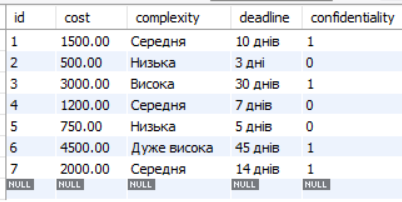 id cost complexity deadline confidentiality
1 1500.00 Середня 10 днів 1
2 500.00 Низька 3 дні 0
3 3000.00 Висока 30 днів 1
4 1200.00 Середня 7 днів 0
5 750.00 Низька 5 днів 0
6 4500.00 Дуже висока 45 днів 1
7 2000.00 Середня 14 днів 1
NULL NULL NULL NULL NULL